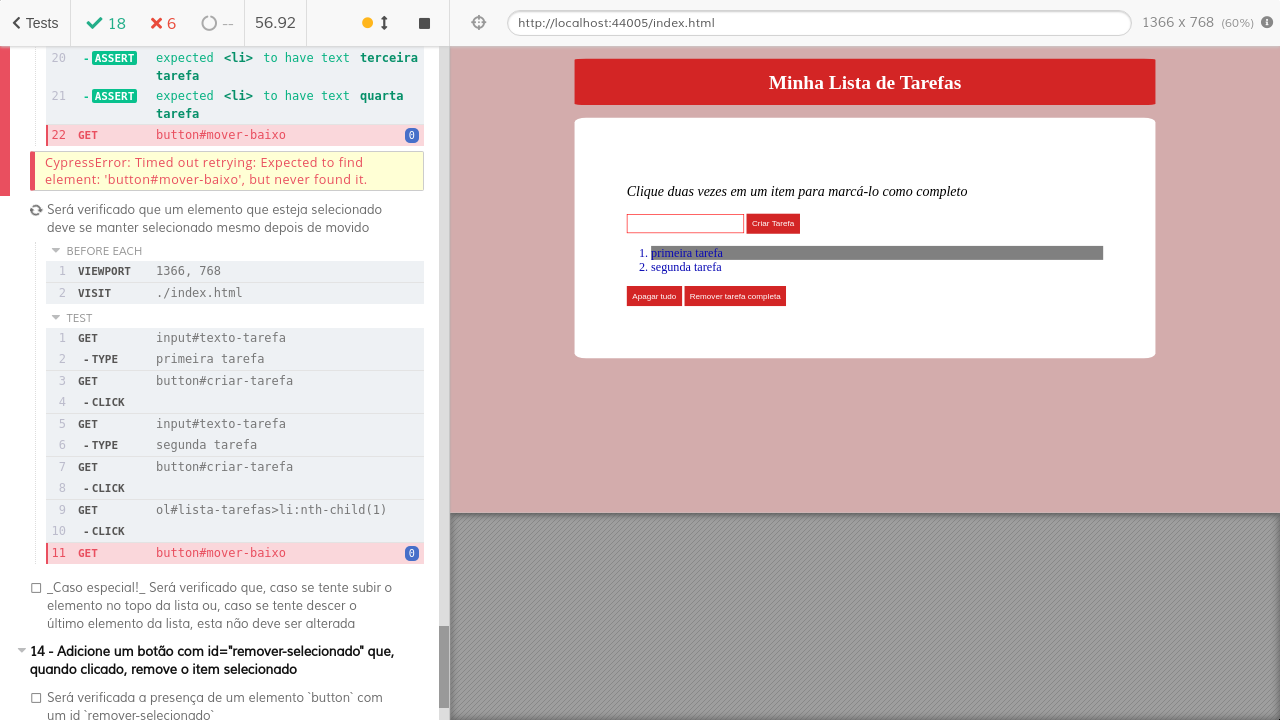 Tests
18
6
--
56.92
http://localhost:44005/index.html
1366 x 768 (60%)
20 - ASSERT expected <li> to have text terceira
tarefa
21 - ASSERT expected <li> to have text quarta
tarefa
22 GET button#mover-baixo 0
CypressError: Timed out retrying: Expected to find
element: 'button#mover-baixo', but never found it.
Será verificado que um elemento que esteja selecionado
deve se manter selecionado mesmo depois de movido
BEFORE EACH
1 VIEWPORT 1366, 768
2 VISIT ./index.html
TEST
1 GET input#texto-tarefa
2 - TYPE primeira tarefa
3 GET button#criar-tarefa
4 - CLICK
5 GET input#texto-tarefa
6 - TYPE segunda tarefa
7 GET button#criar-tarefa
8 - CLICK
9 GET ol#lista-tarefas>li:nth-child(1)
10 - CLICK
11 GET button#mover-baixo 0
_Caso especial!_ Será verificado que, caso se tente subir o
elemento no topo da lista ou, caso se tente descer o
último elemento da lista, esta não deve ser alterada
14 - Adicione um botão com id="remover-selecionado" que,
quando clicado, remove o item selecionado
Será verificada a presença de um elemento `button` com
um id `remover-selecionado`
Minha Lista de Tarefas
Clique duas vezes em um item para marcá-lo como completo
Criar Tarefa
1. primeira tarefa
2. segunda tarefa
Apagar tudo Remover tarefa completa